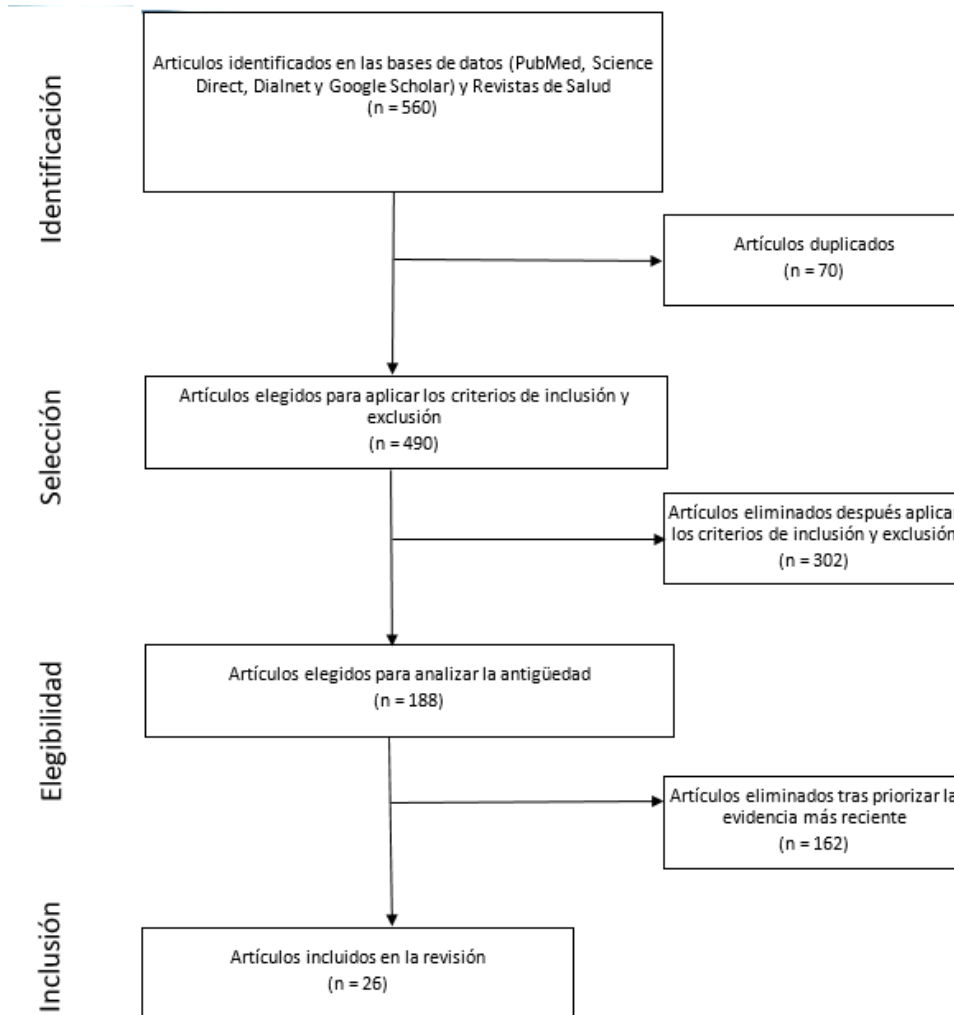 Identificación
Articulos identificados en las bases de datos (PubMed, Science
Direct, Dialnet y Google Scholar) y Revistas de Salud
(n = 560)
Artículos duplicados
(n = 70)
Selección
Artículos elegidos para aplicar los criterios de inclusión y
exclusión
(n = 490)
Artículos eliminados después aplicar
los criterios de inclusión y exclusión
(n = 302)
Elegibilidad
Artículos elegidos para analizar la antigüedad
(n = 188)
Artículos eliminados tras priorizar la
evidencia más reciente
(n = 162)
Inclusión
Artículos incluidos en la revisión
(n = 26)